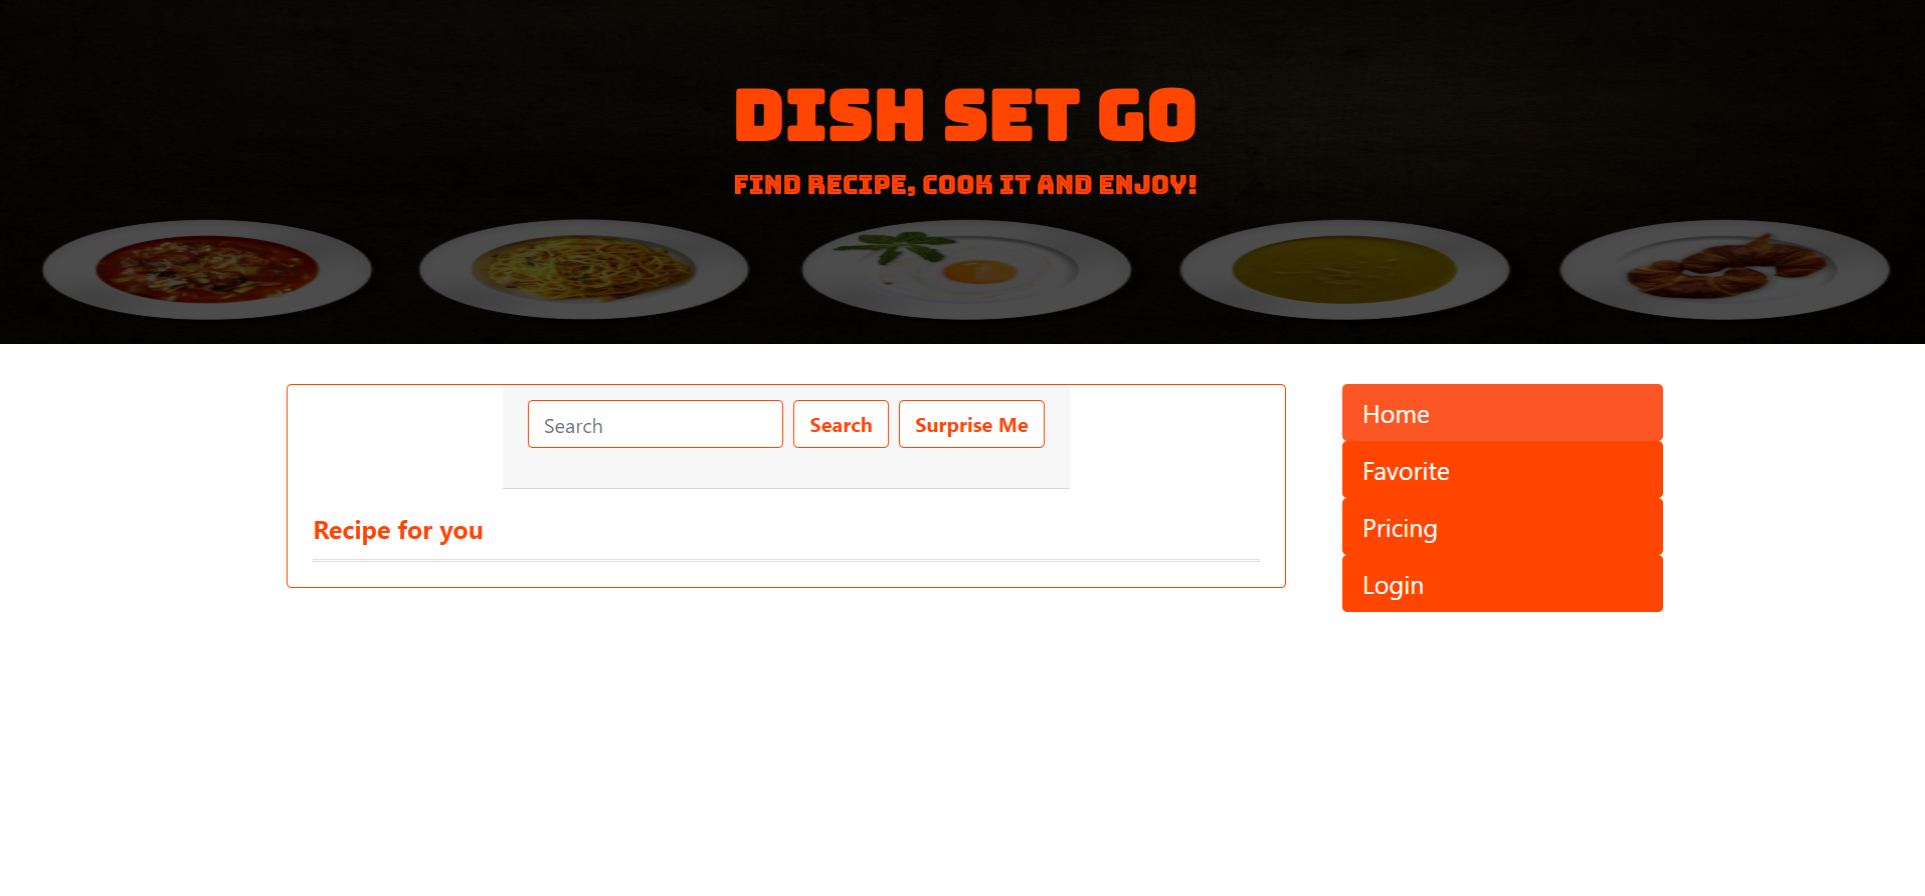 DISH SET GO
FIND RECIPE, COOK IT AND ENJOY!
Search Search Surprise Me
Recipe for you
Home
Favorite
Pricing
Login